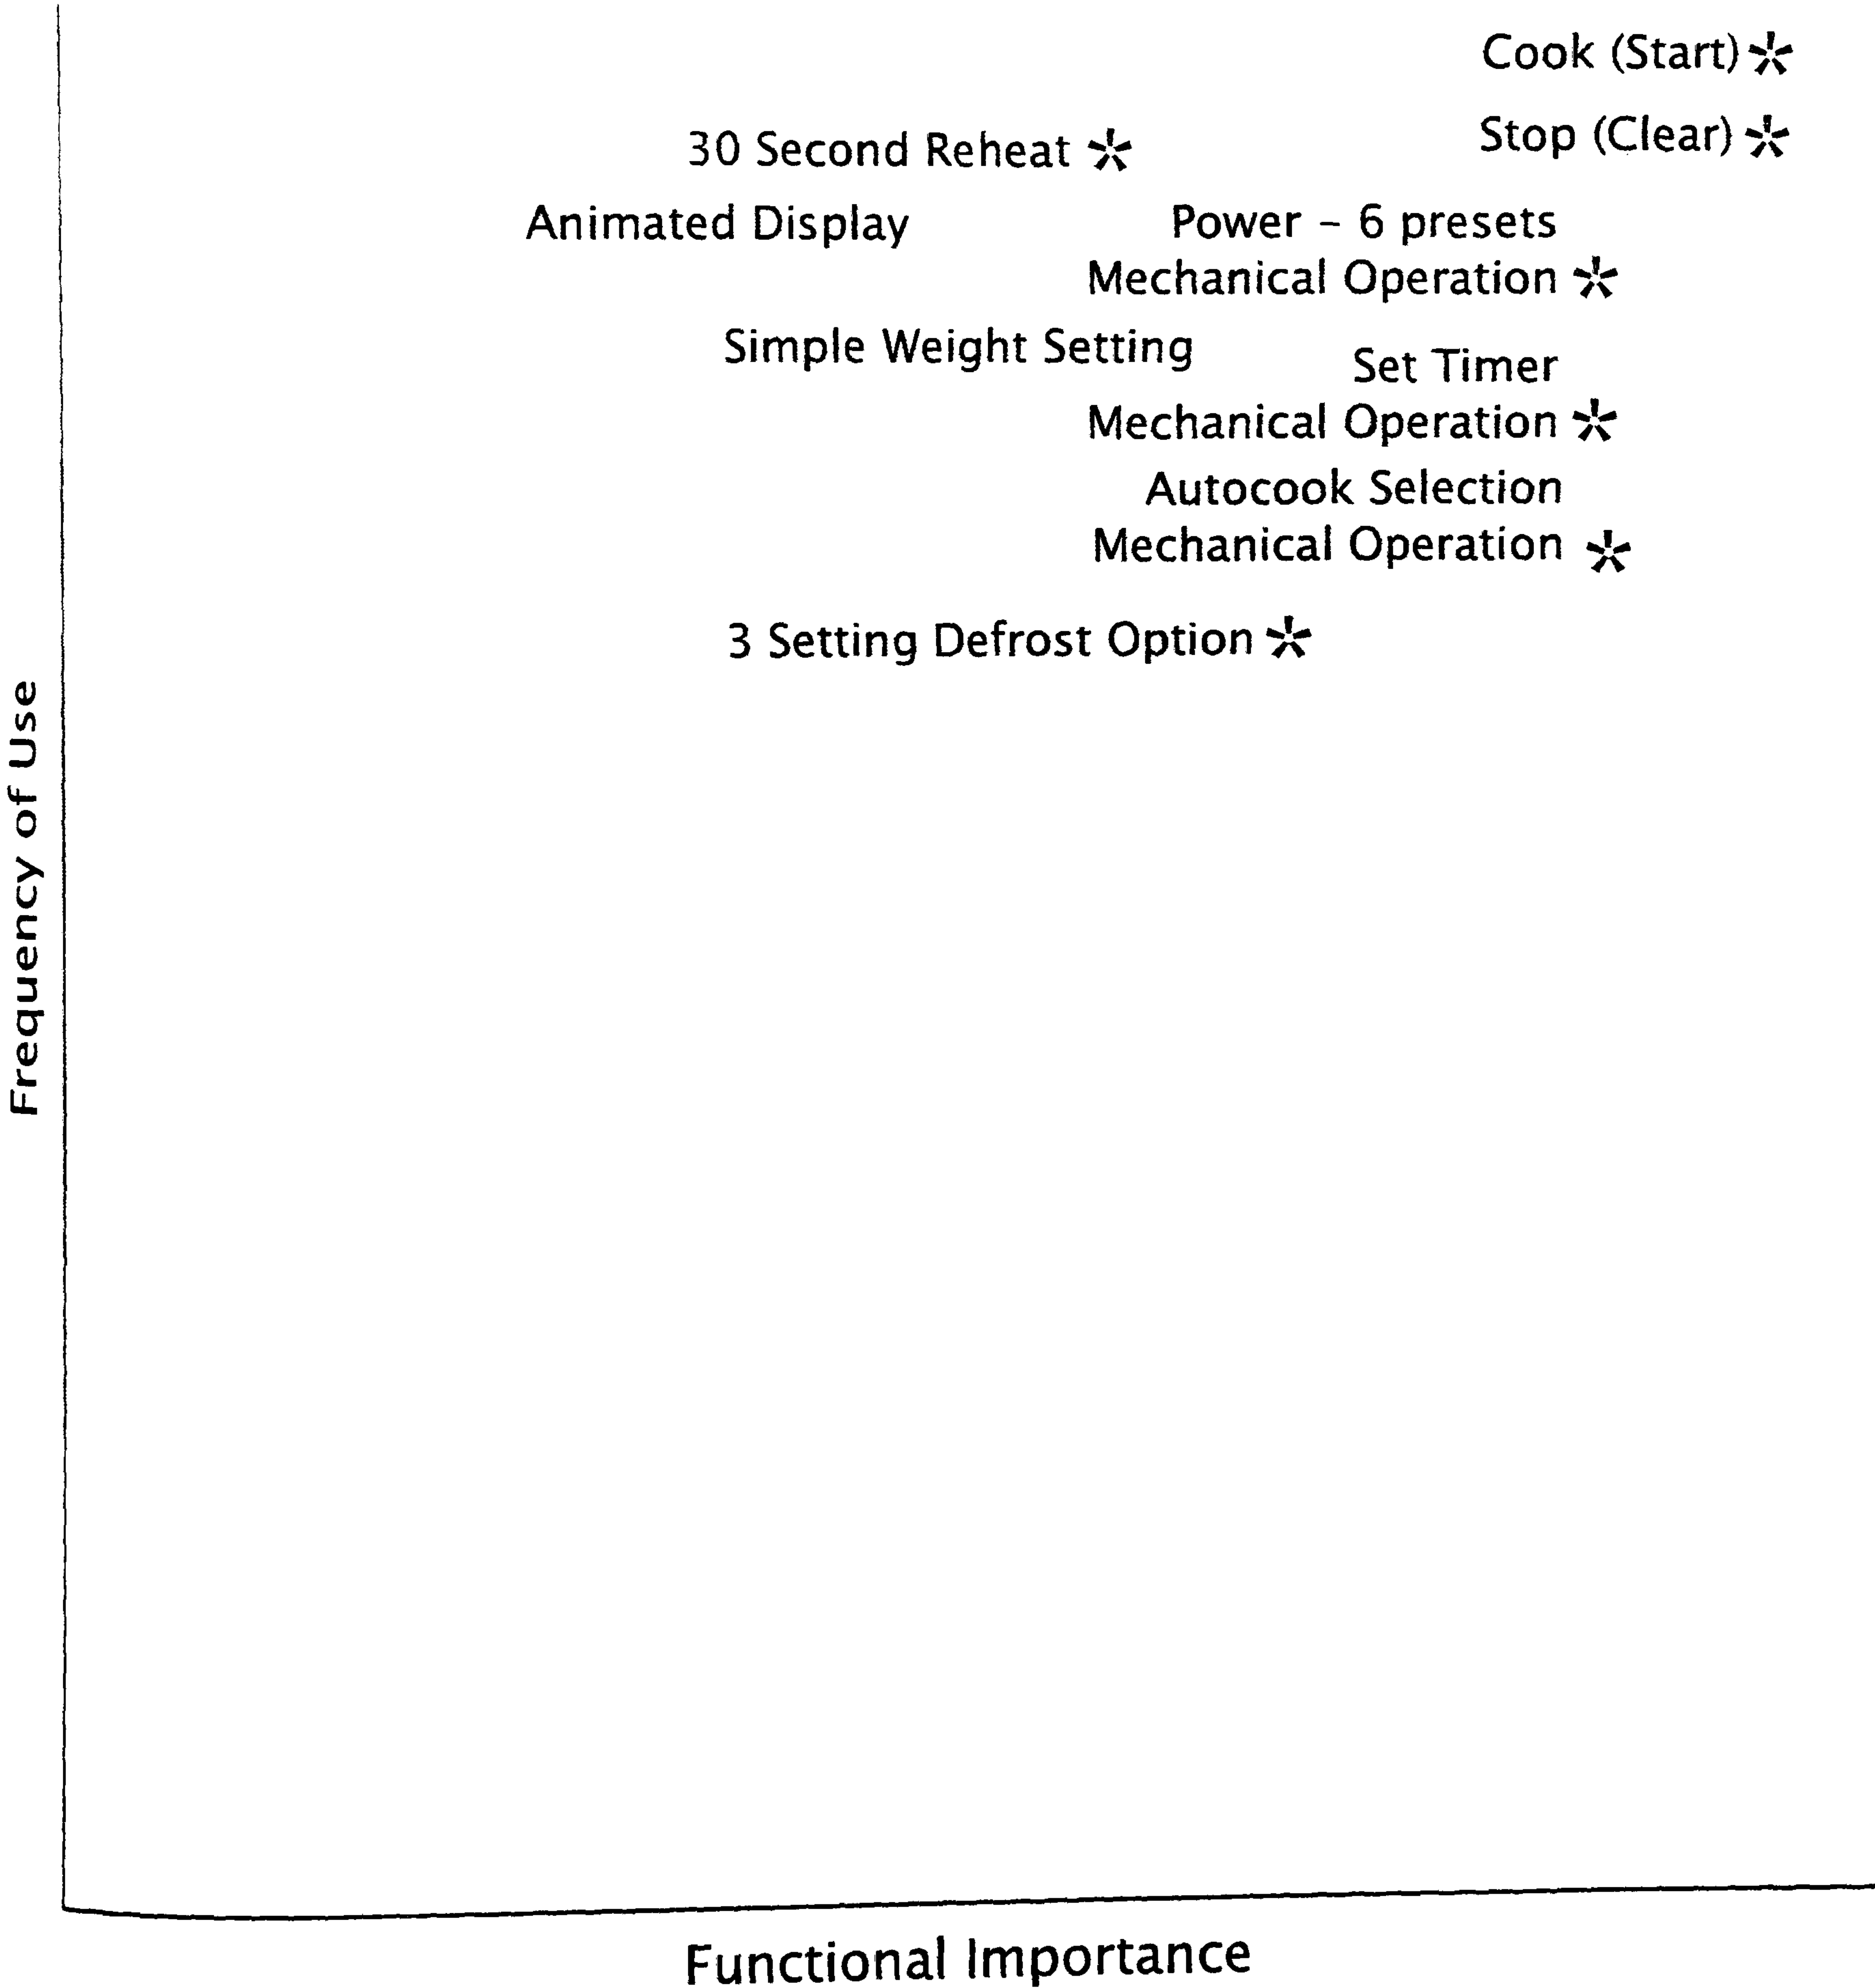 Cook (Start) *
Stop (Clear) *
30 Second Reheat *
Animated Display
Power – 6 presets
Mechanical Operation *
Simple Weight Setting
Set Timer
Mechanical Operation *
Autocook Selection
Mechanical Operation *
3 Setting Defrost Option *
Frequency of Use
Functional Importance